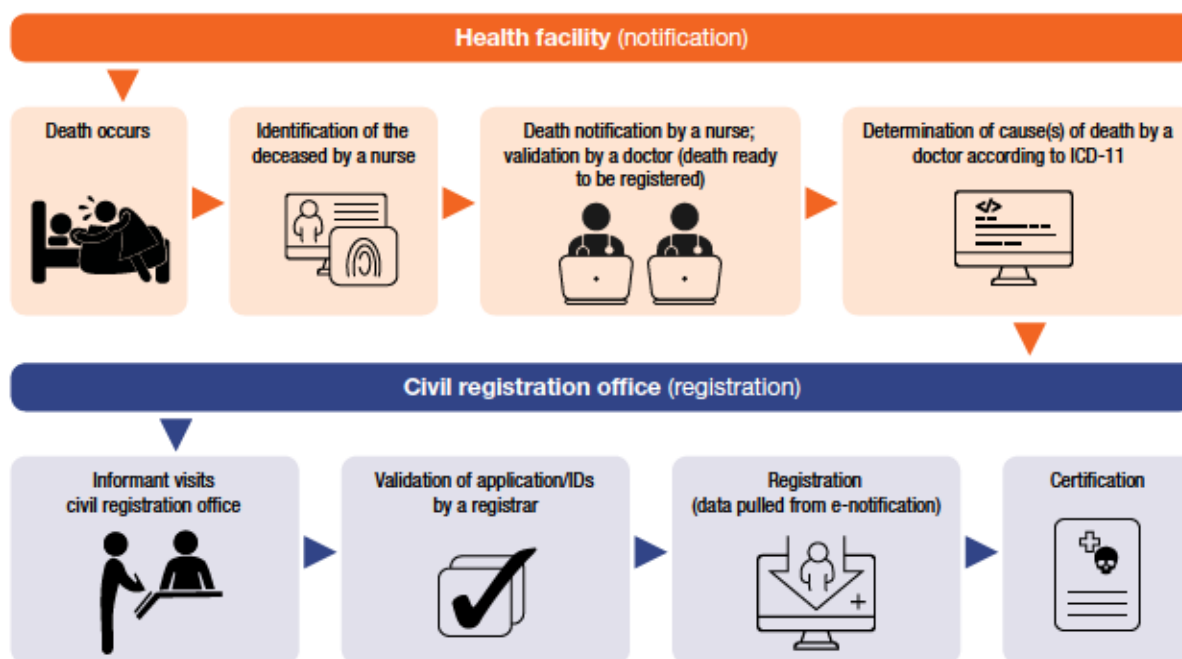 Health facility (notification)
Death occurs
Identification of the
deceased by a nurse
Death notification by a nurse;
validation by a doctor (death ready
to be registered)
Determination of cause(s) of death by a
doctor according to ICD-11
</>
Civil registration office (registration)
Informant visits
civil registration office
Validation of application/IDs
by a registrar
Registration
(data pulled from e-notification)
Certification